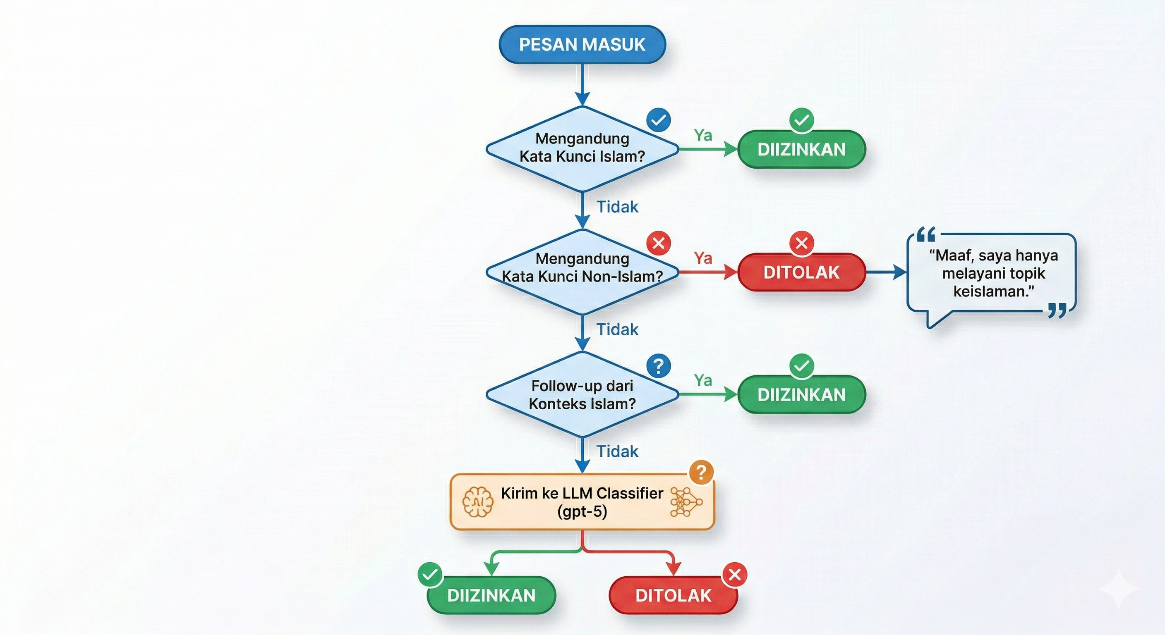 PESAN MASUK
Mengandung
Kata Kunci Islam?
Ya
DIIZINKAN
Tidak
Mengandung
Kata Kunci Non-Islam?
Ya
DITOLAK
“Maaf, saya hanya
melayani topik
keislaman.”
Tidak
?
Follow-up dari
Konteks Islam?
Ya
DIIZINKAN
Tidak
?
AI
Kirim ke LLM Classifier
(gpt-5)
DIIZINKAN
DITOLAK